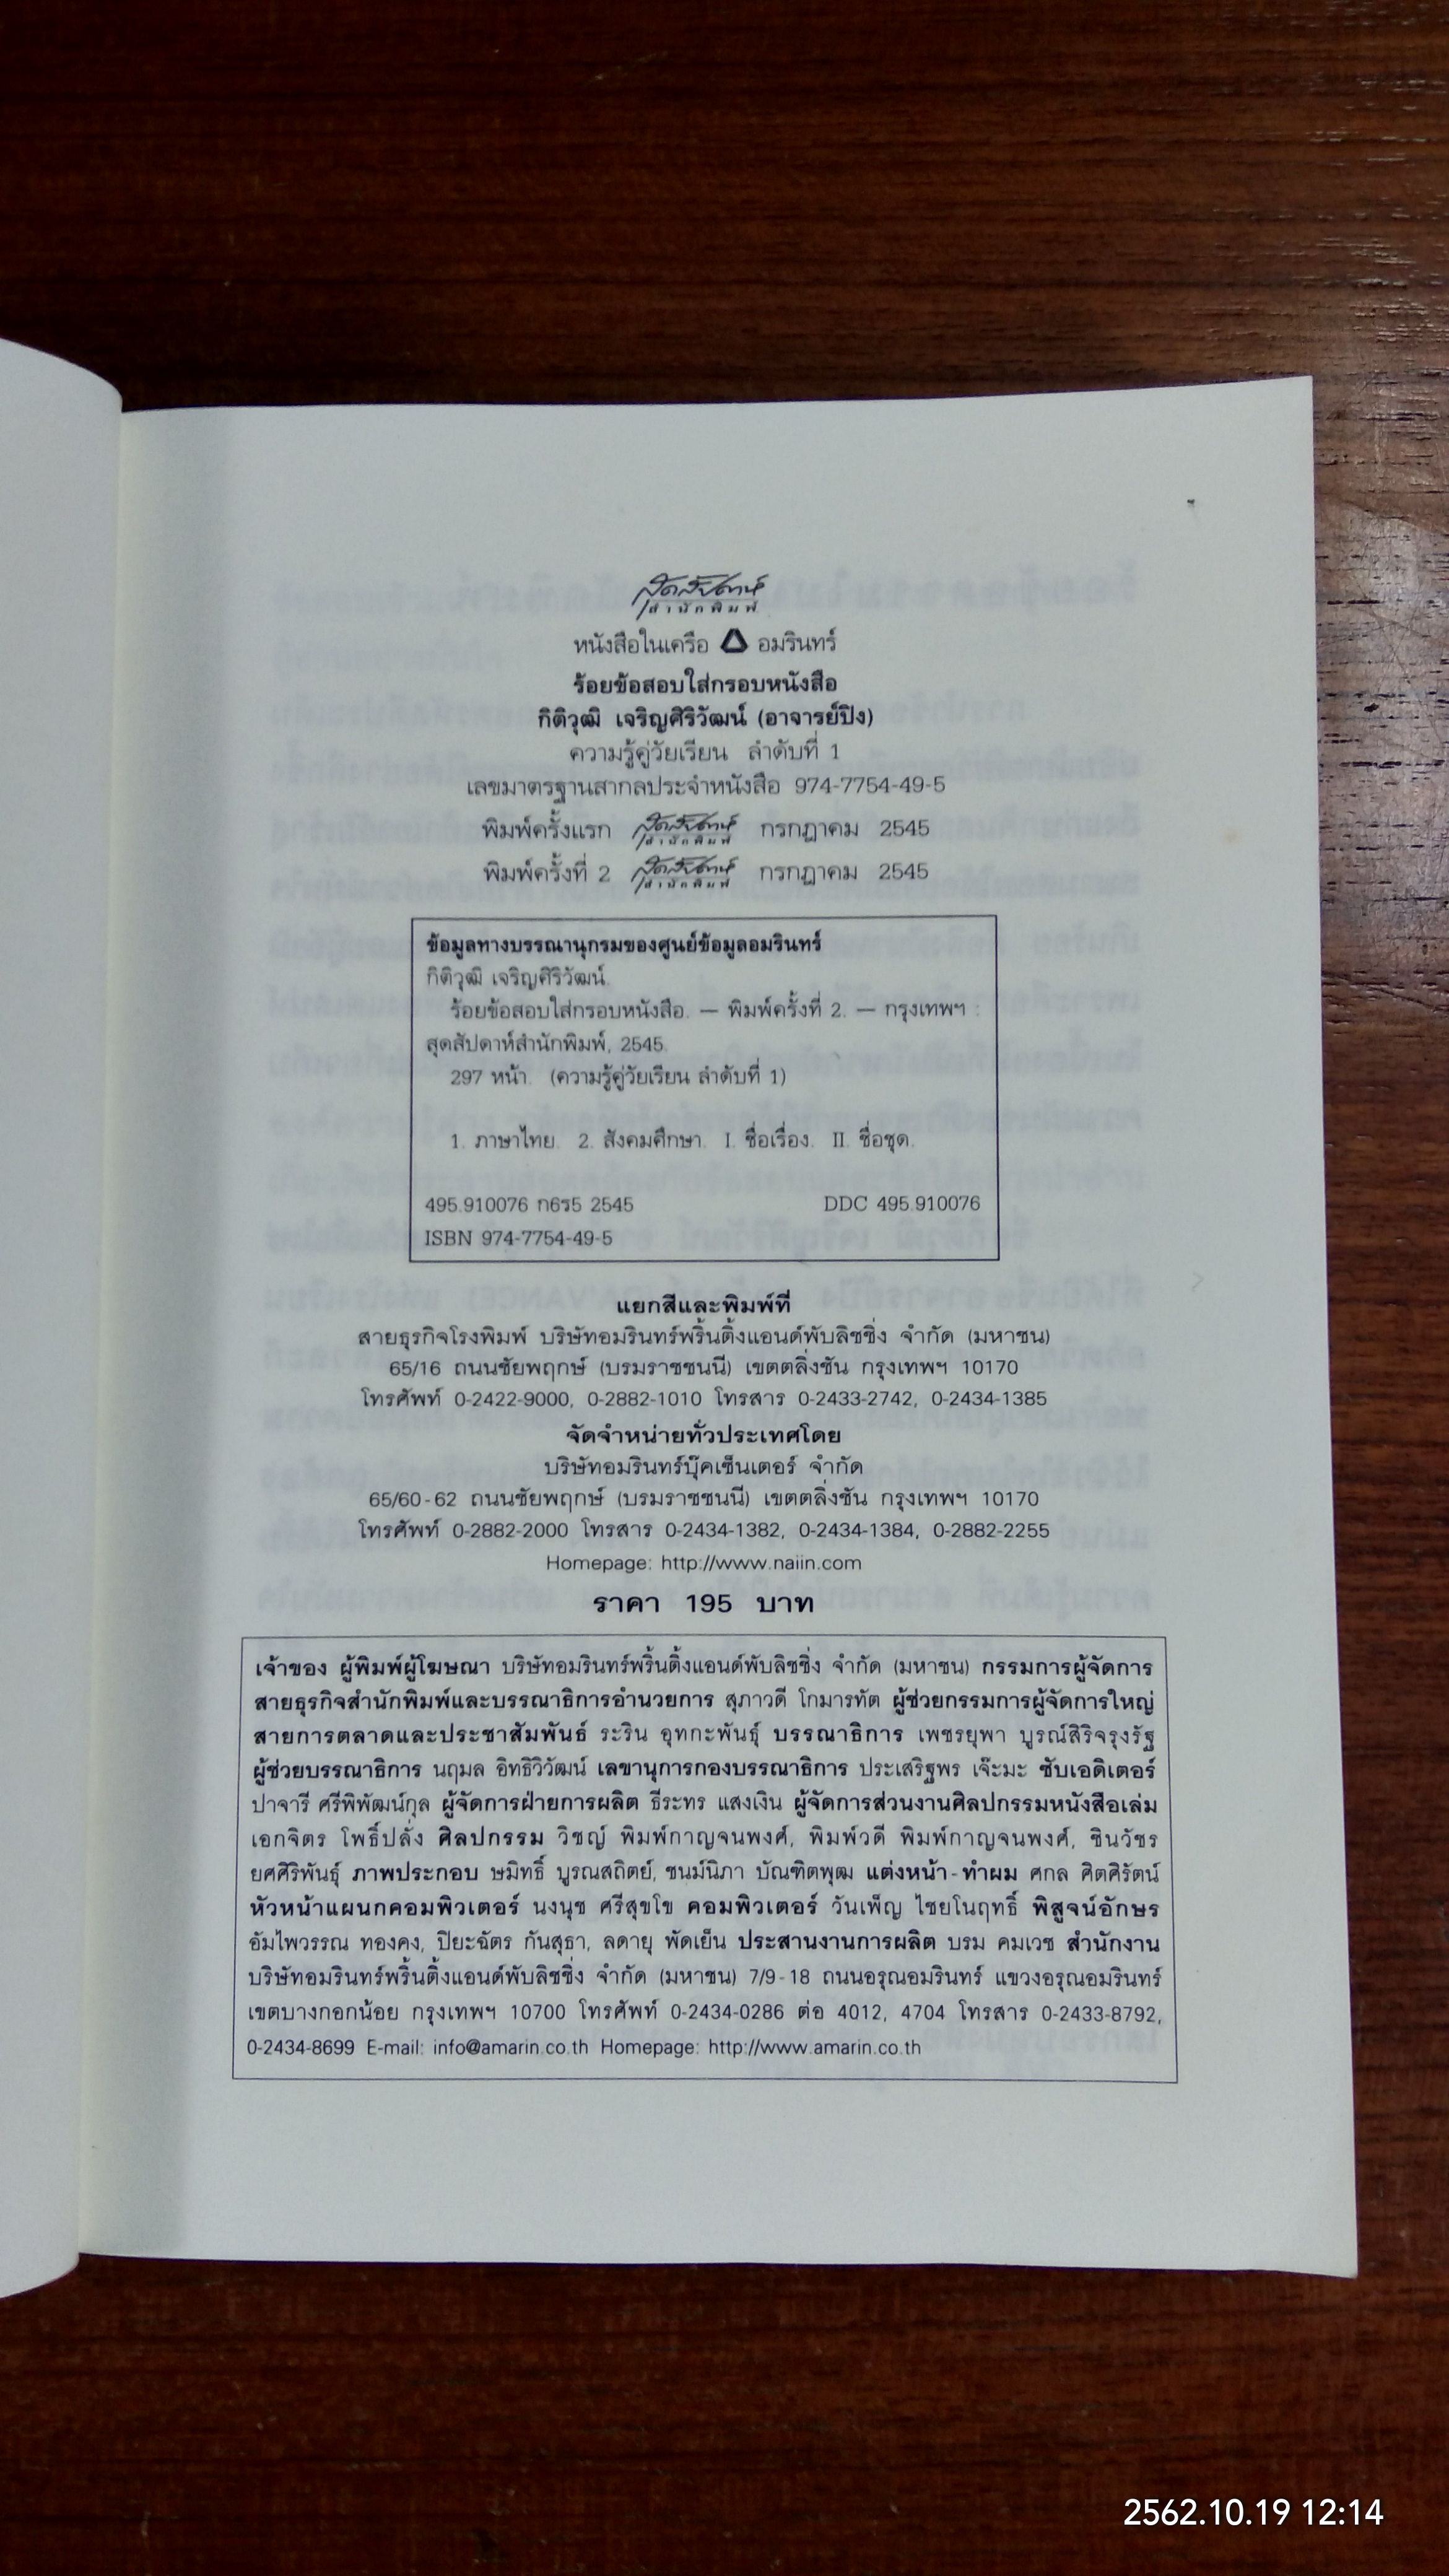 สุดสัปดาห์
สำนักพิมพ์
หนังสือในเครือ อมรินทร์
ร้อยข้อสอบใส่กรอบหนังสือ
กิติวุฒิ เจริญศิริวัฒน์ (อาจารย์ปิง)
ความรู้คู่วัยเรียน ลำดับที่ 1
เลขมาตรฐานสากลประจำหนังสือ 974-7754-49-5
พิมพ์ครั้งแรก สุดสัปดาห์ สำนักพิมพ์ กรกฎาคม 2545
พิมพ์ครั้งที่ 2 สุดสัปดาห์ สำนักพิมพ์ กรกฎาคม 2545
ข้อมูลทางบรรณานุกรมของศูนย์ข้อมูลอมรินทร์
กิติวุฒิ เจริญศิริวัฒน์.
ร้อยข้อสอบใส่กรอบหนังสือ. — พิมพ์ครั้งที่ 2. — กรุงเทพฯ :
สุดสัปดาห์สำนักพิมพ์, 2545.
297 หน้า. (ความรู้คู่วัยเรียน ลำดับที่ 1)
1. ภาษาไทย. 2. สังคมศึกษา. I. ชื่อเรื่อง. II. ชื่อชุด.
495.910076 ก6ร5 2545 DDC 495.910076
ISBN 974-7754-49-5
แยกสีและพิมพ์ที่
สายธุรกิจโรงพิมพ์ บริษัทอมรินทร์พริ้นติ้งแอนด์พับลิชชิ่ง จำกัด (มหาชน)
65/16 ถนนชัยพฤกษ์ (บรมราชชนนี) เขตตลิ่งชัน กรุงเทพฯ 10170
โทรศัพท์ 0-2422-9000, 0-2882-1010 โทรสาร 0-2433-2742, 0-2434-1385
จัดจำหน่ายทั่วประเทศโดย
บริษัทอมรินทร์บุ๊คเซ็นเตอร์ จำกัด
65/60-62 ถนนชัยพฤกษ์ (บรมราชชนนี) เขตตลิ่งชัน กรุงเทพฯ 10170
โทรศัพท์ 0-2882-2000 โทรสาร 0-2434-1382, 0-2434-1384, 0-2882-2255
Homepage: http://www.naiin.com
ราคา 195 บาท
เจ้าของ ผู้พิมพ์ผู้โฆษณา บริษัทอมรินทร์พริ้นติ้งแอนด์พับลิชชิ่ง จำกัด (มหาชน) กรรมการผู้จัดการ
สายธุรกิจสำนักพิมพ์และบรรณาธิการอำนวยการ สุภาวดี โกมารทัต ผู้ช่วยกรรมการผู้จัดการใหญ่
สายการตลาดและประชาสัมพันธ์ ระริน อุทกะพันธุ์ บรรณาธิการ เพชรยุพา บูรณ์สิริจรุงรัฐ
ผู้ช่วยบรรณาธิการ นฤมล อิทธิวิวัฒน์ เลขานุการกองบรรณาธิการ ประเสริฐพร เจ๊ะมะ ซับเอดิเตอร์
ปาจารี ศรีพิพัฒน์กุล ผู้จัดการฝ่ายการผลิต ธีระทร แสงเงิน ผู้จัดการส่วนงานศิลปกรรมหนังสือเล่ม
เอกจิตร โพธิ์ปลั่ง ศิลปกรรม วิชญ์ พิมพ์กาญจนพงศ์, พิมพ์วดี พิมพ์กาญจนพงศ์, ชินวัชร
ยศศิริพันธุ์ ภาพประกอบ ษมิทธิ์ บูรณสถิตย์, ชนม์นิภา บัณฑิตพุฒ แต่งหน้า-ทำผม ศกล ศิตศิรัตน์
หัวหน้าแผนกคอมพิวเตอร์ นงนุช ศรีสุขโข คอมพิวเตอร์ วันเพ็ญ ไชยโนฤทธิ์ พิสูจน์อักษร
อัมไพวรรณ ทองคง, ปิยะฉัตร กันสุธา, ลดายุ พัดเย็น ประสานงานการผลิต บรม คมเวช สำนักงาน
บริษัทอมรินทร์พริ้นติ้งแอนด์พับลิชชิ่ง จำกัด (มหาชน) 7/9-18 ถนนอรุณอมรินทร์ แขวงอรุณอมรินทร์
เขตบางกอกน้อย กรุงเทพฯ 10700 โทรศัพท์ 0-2434-0286 ต่อ 4012, 4704 โทรสาร 0-2433-8792,
0-2434-8699 E-mail: info@amarin.co.th Homepage: http://www.amarin.co.th
2562.10.19 12:14